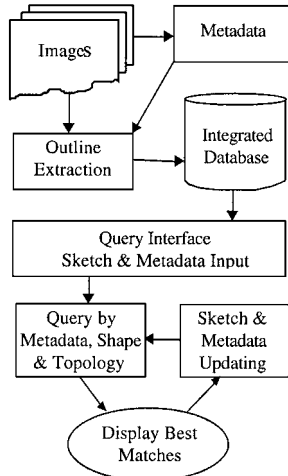 Images
Metadata
Outline
Extraction
Integrated
Database
Query Interface
Sketch & Metadata Input
Query by
Metadata, Shape
& Topology
Sketch &
Metadata
Updating
Display Best
Matches